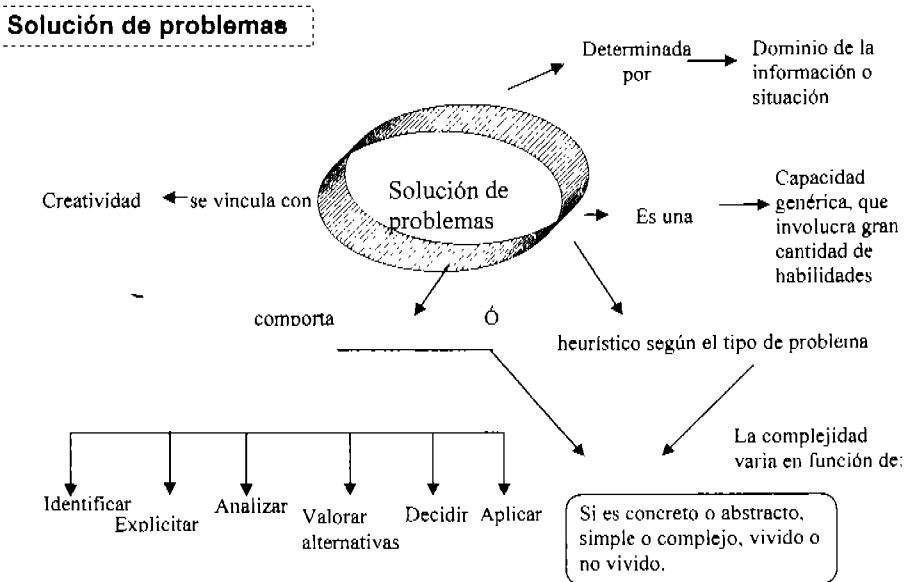 Solución de problemas
Determinada
por
Dominio de la
información o
situación
Creatividad
se vincula con
Solución de
problemas
Es una
Capacidad
genérica, que
involucra gran
cantidad de
habilidades
comporta
Ó
heurístico según el tipo de problema
La complejidad
varia en función de:
Identificar
Explicitar
Analizar
Valorar
alternativas
Decidir
Aplicar
Si es concreto o abstracto,
simple o complejo, vivido o
no vivido.